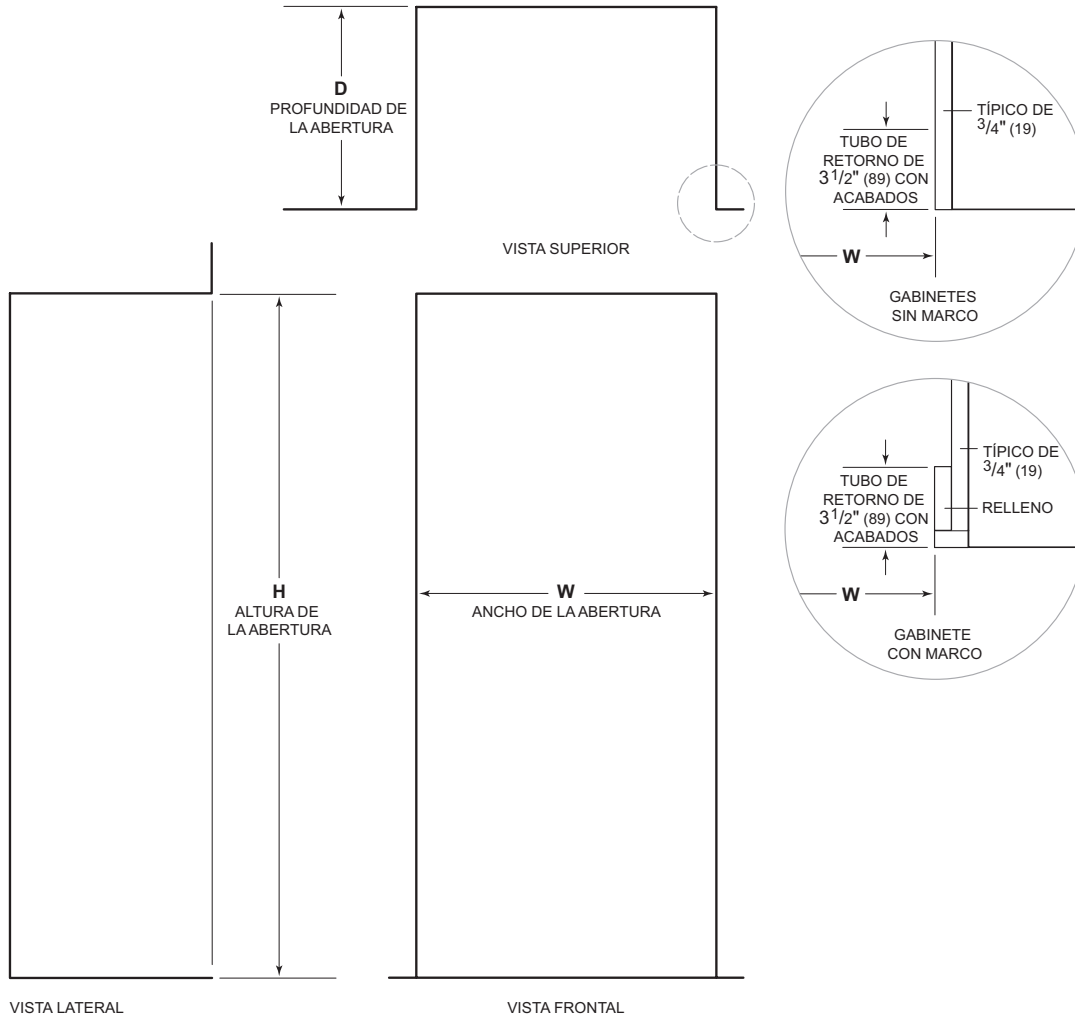 D
PROFUNDIDAD DE
LA ABERTURA
VISTA SUPERIOR
TÍPICO DE
3/4" (19)
TUBO DE
RETORNO DE
3 1/2" (89) CON
ACABADOS
W
GABINETES
SIN MARCO
H
ALTURA DE
LA ABERTURA
W
ANCHO DE LA ABERTURA
TÍPICO DE
3/4" (19)
RELLENO
TUBO DE
RETORNO DE
3 1/2" (89) CON
ACABADOS
W
GABINETE
CON MARCO
VISTA LATERAL
VISTA FRONTAL